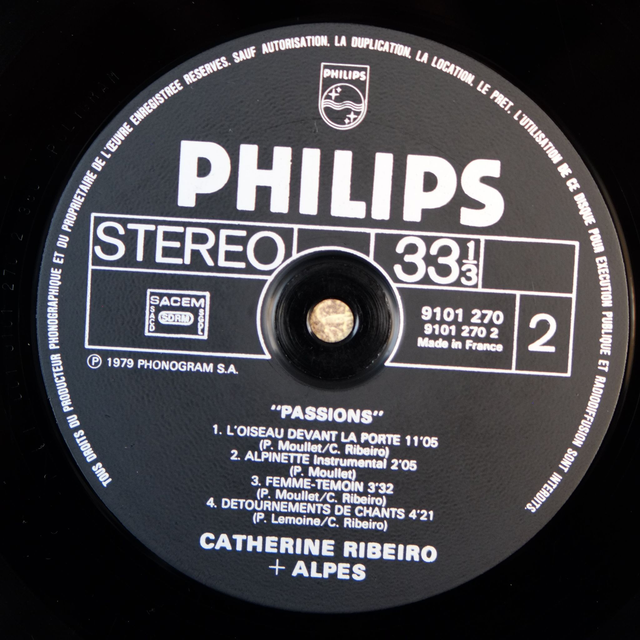 TOUS DROITS DU PRODUCTEUR PHONOGRAPHIQUE ET DU PROPRIETAIRE DE L'ŒUVRE ENREGISTREE RESERVES. SAUF AUTORISATION, LA DUPLICATION, LA LOCATION, LE PRET, L'UTILISATION DE CE DISQUE POUR EXECUTION PUBLIQUE ET RADIODIFFUSION SONT INTERDITS.
PHILIPS
PHILIPS
STEREO
33 1/3
SACEM
SACD
SDRM
SGDL
9101 270
9101 270 2
Made in France
2
Ⓟ 1979 PHONOGRAM S.A.
"PASSIONS"
1. L'OISEAU DEVANT LA PORTE 11'05
(P. Moullet/C. Ribeiro)
2. ALPINETTE Instrumental 2'05
(P. Moullet)
3. FEMME-TEMOIN 3'32
(P. Moullet/C. Ribeiro)
4. DETOURNEMENTS DE CHANTS 4'21
(P. Lemoine/C. Ribeiro)
CATHERINE RIBEIRO
+ ALPES